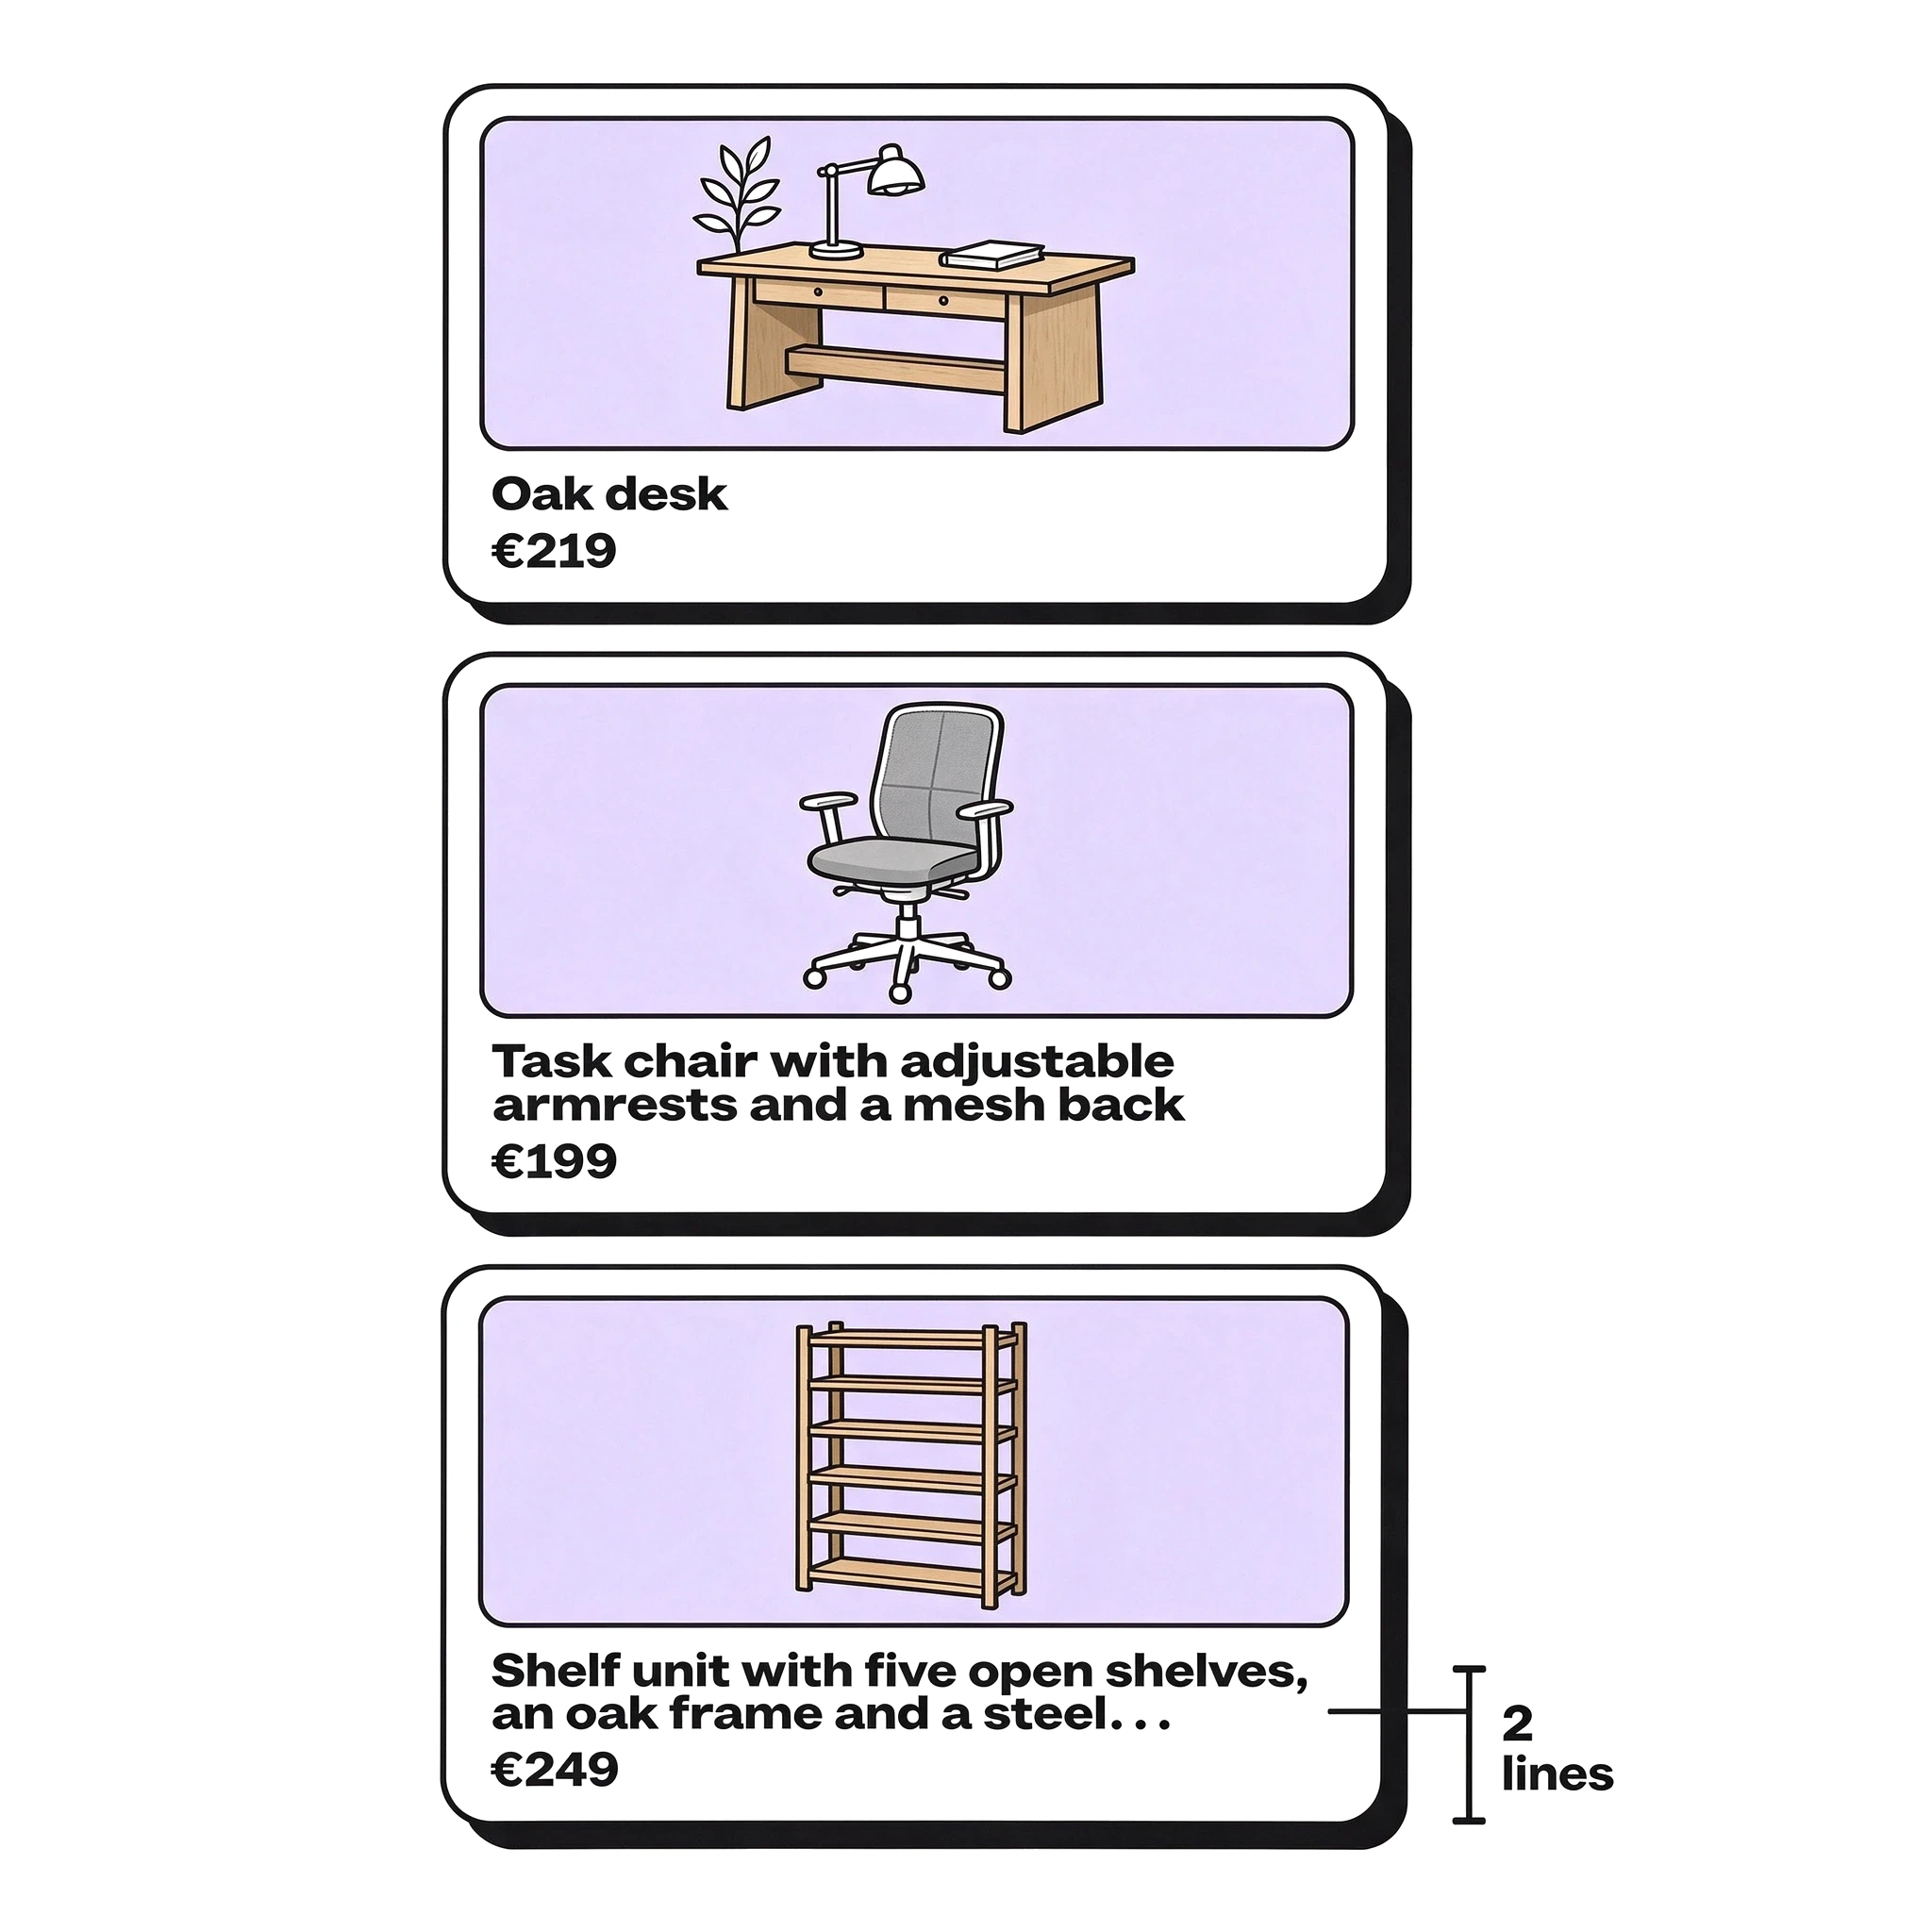 Oak desk
€219
Task chair with adjustable
armrests and a mesh back
€199
Shelf unit with five open shelves,
an oak frame and a steel...
€249
2
lines